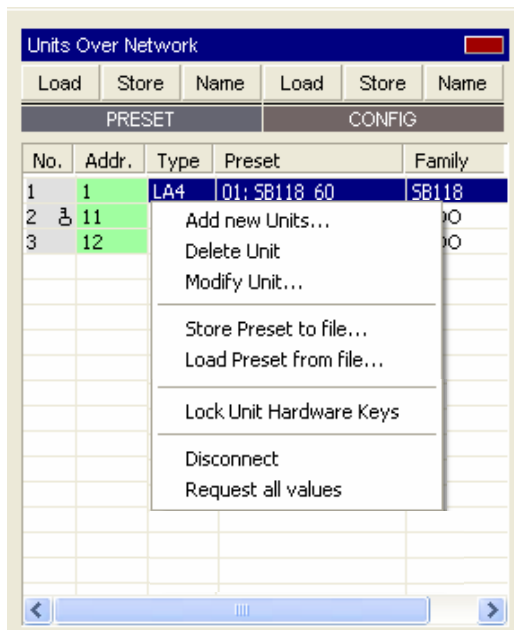 Units Over Network
Load Store Name Load Store Name
PRESET CONFIG
No. Addr. Type Preset Family
1 1 LA4 01: SB118 60 SB118
2 11
3 12
Add new Units...
Delete Unit
Modify Unit...
Store Preset to file...
Load Preset from file...
Lock Unit Hardware Keys
Disconnect
Request all values